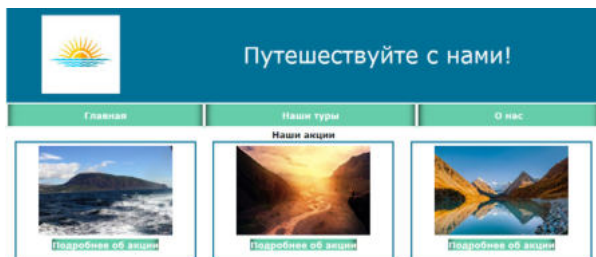 Путешествуйте с нами!
Главная
Наши туры
О нас
Наши акции
Подробнее об акции
Подробнее об акции
Подробнее об акции